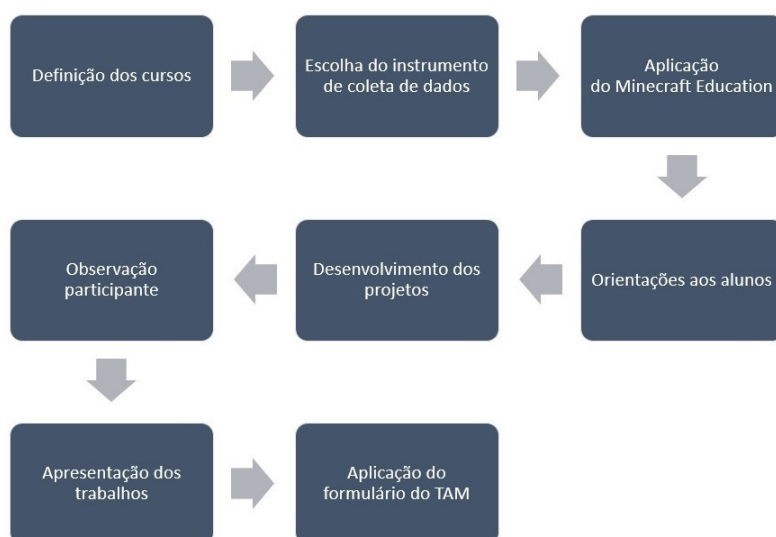 Definição dos cursos
Escolha do instrumento
de coleta de dados
Aplicação
do Minecraft Education
Orientações aos alunos
Desenvolvimento dos
projetos
Observação
participante
Apresentação dos
trabalhos
Aplicação do
formulário do TAM